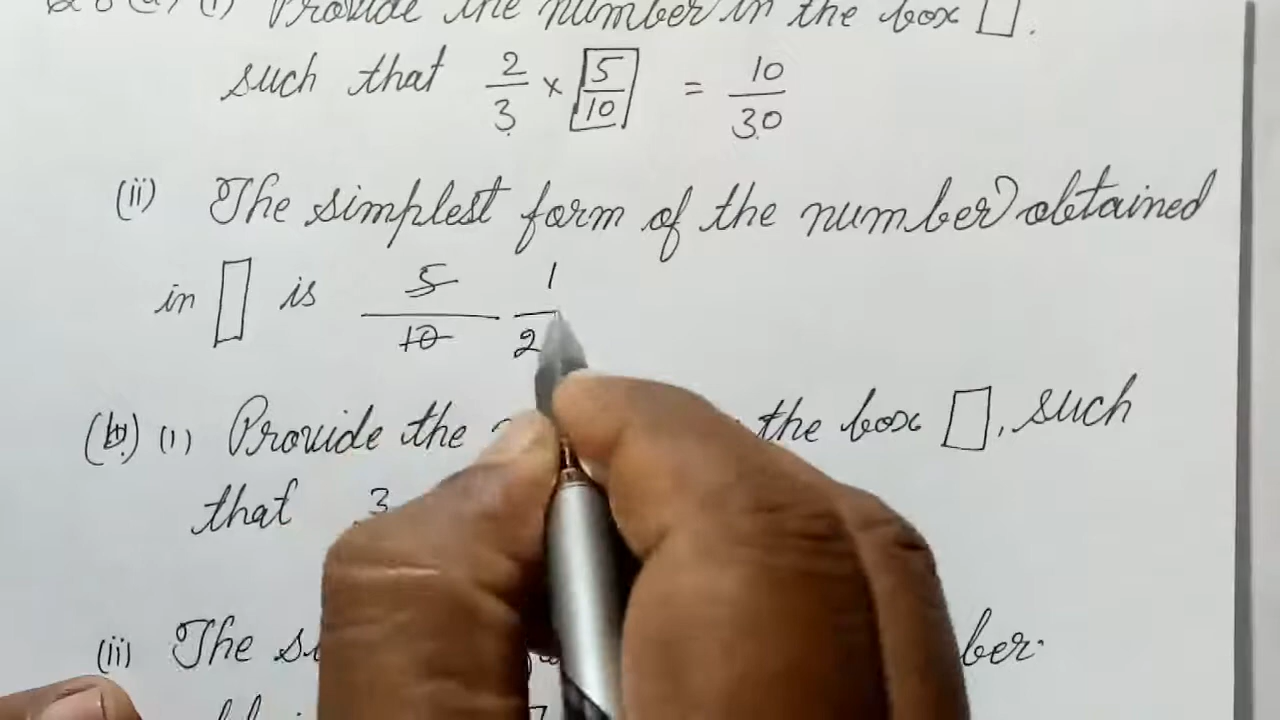 (i) Provide the number in the box □.
such that 2/3 × 5/10 = 10/30
(ii) The simplest form of the number obtained
in □ is 5/10 1/2
(b) (i) Provide the the box □, such
that 3
(ii) The